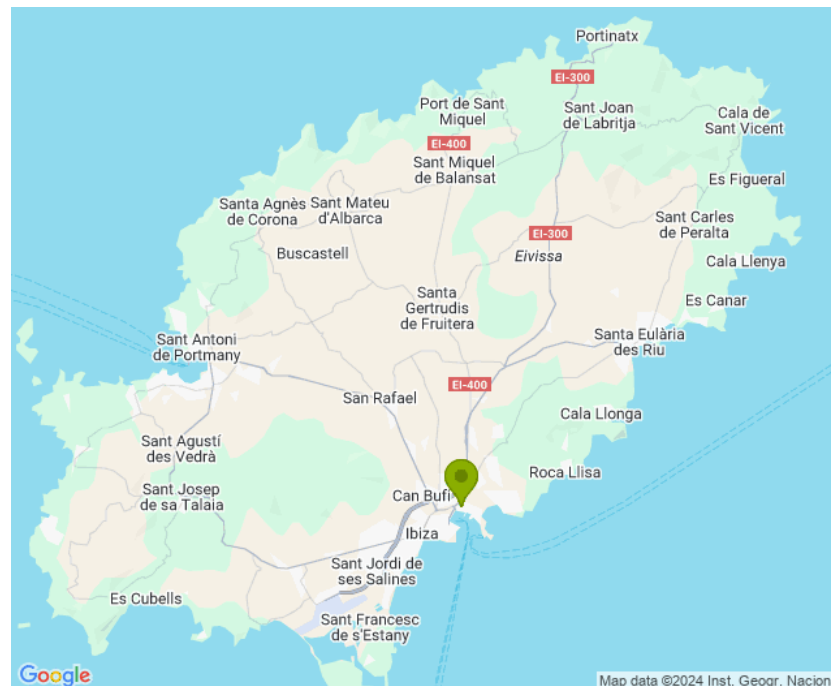 Portinatx
EI-300
Port de Sant
Miquel
Sant Joan
de Labritja
Cala de
Sant Vicent
EI-400
Sant Miquel
de Balansat
Es Figueral
Santa Agnès
de Corona
Sant Mateu
d'Albarca
Sant Carles
de Peralta
EI-300
Buscastell
Eivissa
Cala Llenya
Santa
Gertrudis
de Fruitera
Es Canar
Sant Antoni
de Portmany
Santa Eulària
des Riu
EI-400
San Rafael
Cala Llonga
Sant Agustí
des Vedrà
Roca Llisa
Sant Josep
de sa Talaia
Can Bufí
Ibiza
Sant Jordi de
ses Salines
Es Cubells
Sant Francesc
de s'Estany
Google
Map data ©2024 Inst. Geogr. Nacion